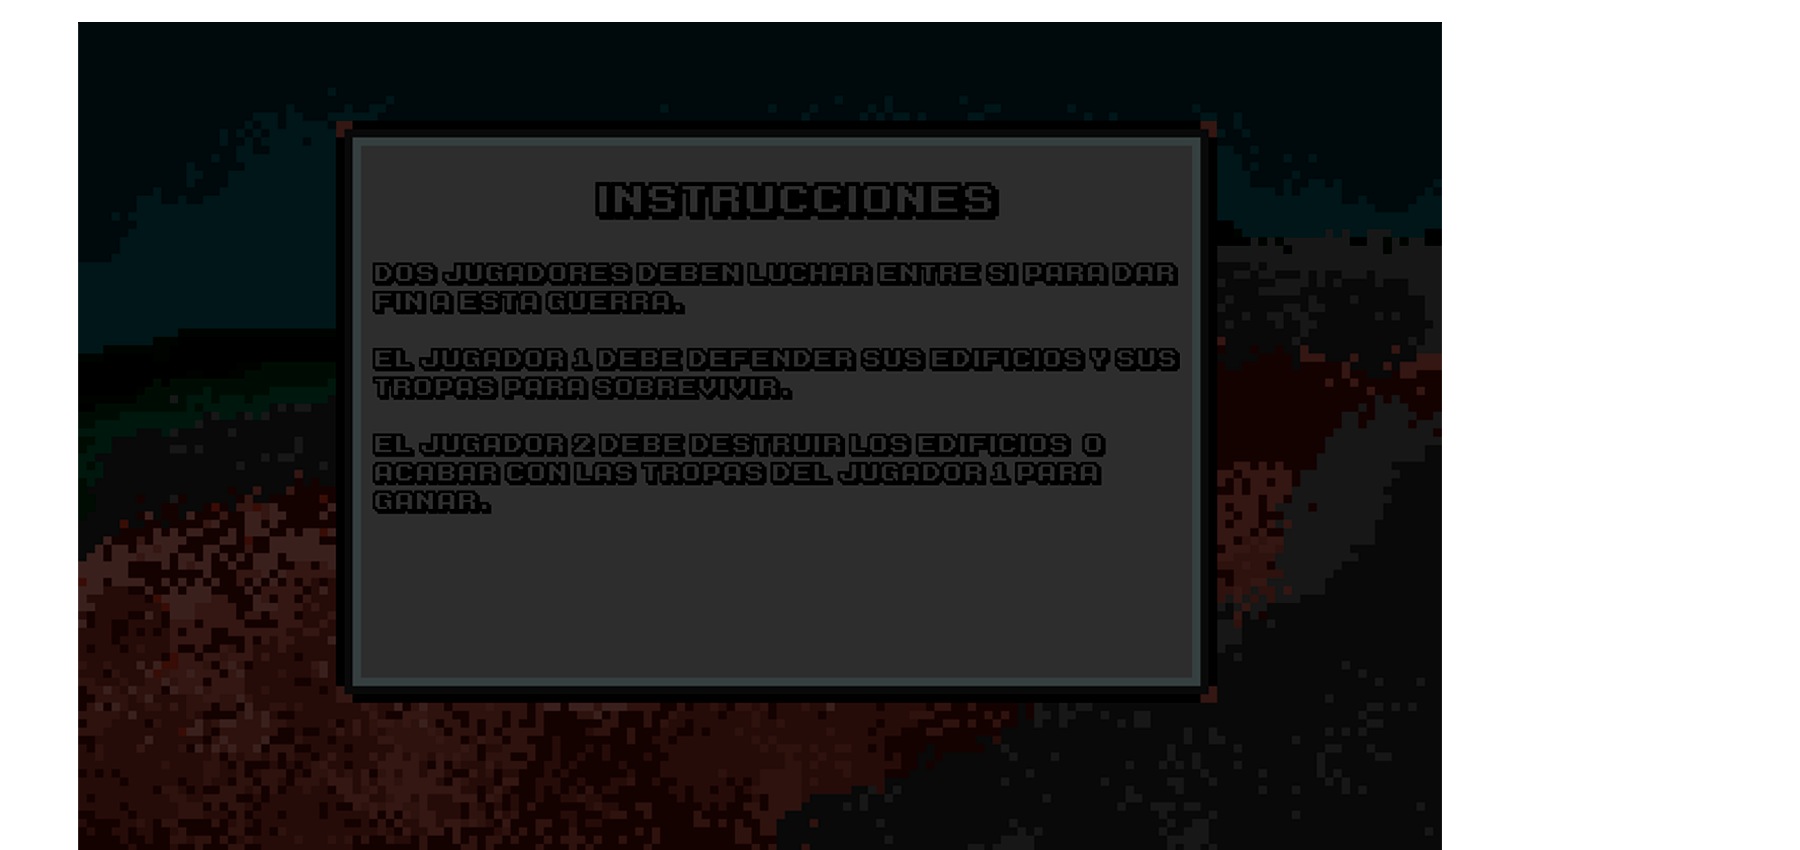 INSTRUCCIONES
DOS JUGADORES DEBEN LUCHAR ENTRE SI PARA DAR
FIN A ESTA GUERRA.
EL JUGADOR 1 DEBE DEFENDER SUS EDIFICIOS Y SUS
TROPAS PARA SOBREVIVIR.
EL JUGADOR 2 DEBE DESTRUIR LOS EDIFICIOS O
ACABAR CON LAS TROPAS DEL JUGADOR 1 PARA
GANAR.